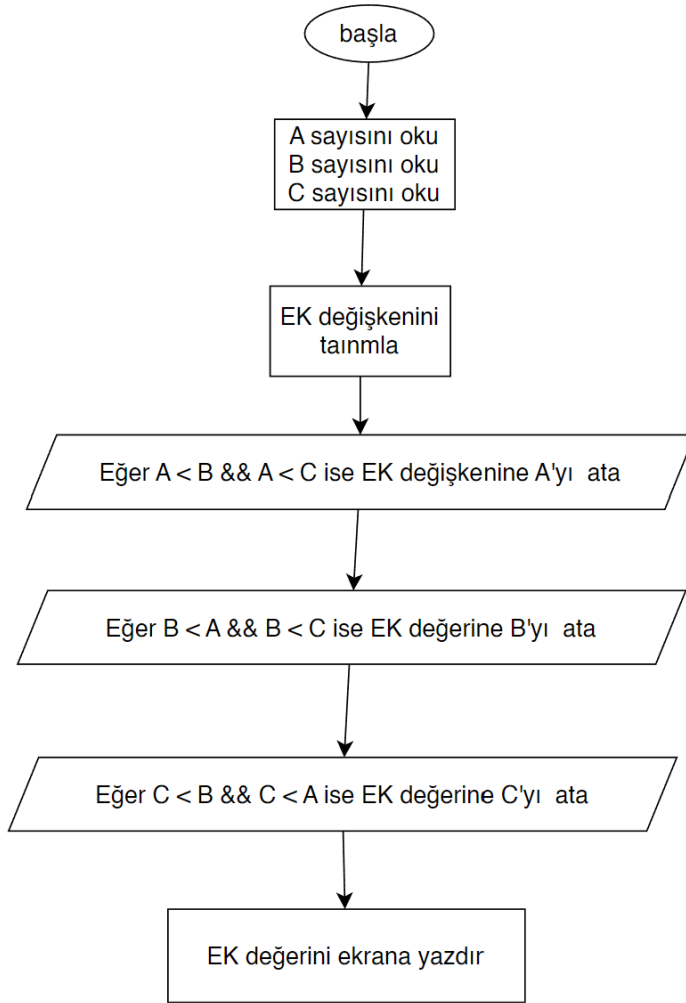 başla
A sayısını oku
B sayısını oku
C sayısını oku
EK değişkenini
taınmla
Eğer A < B && A < C ise EK değişkenine A'yı ata
Eğer B < A && B < C ise EK değerine B'yı ata
Eğer C < B && C < A ise EK değerine C'yı ata
EK değerini ekrana yazdır